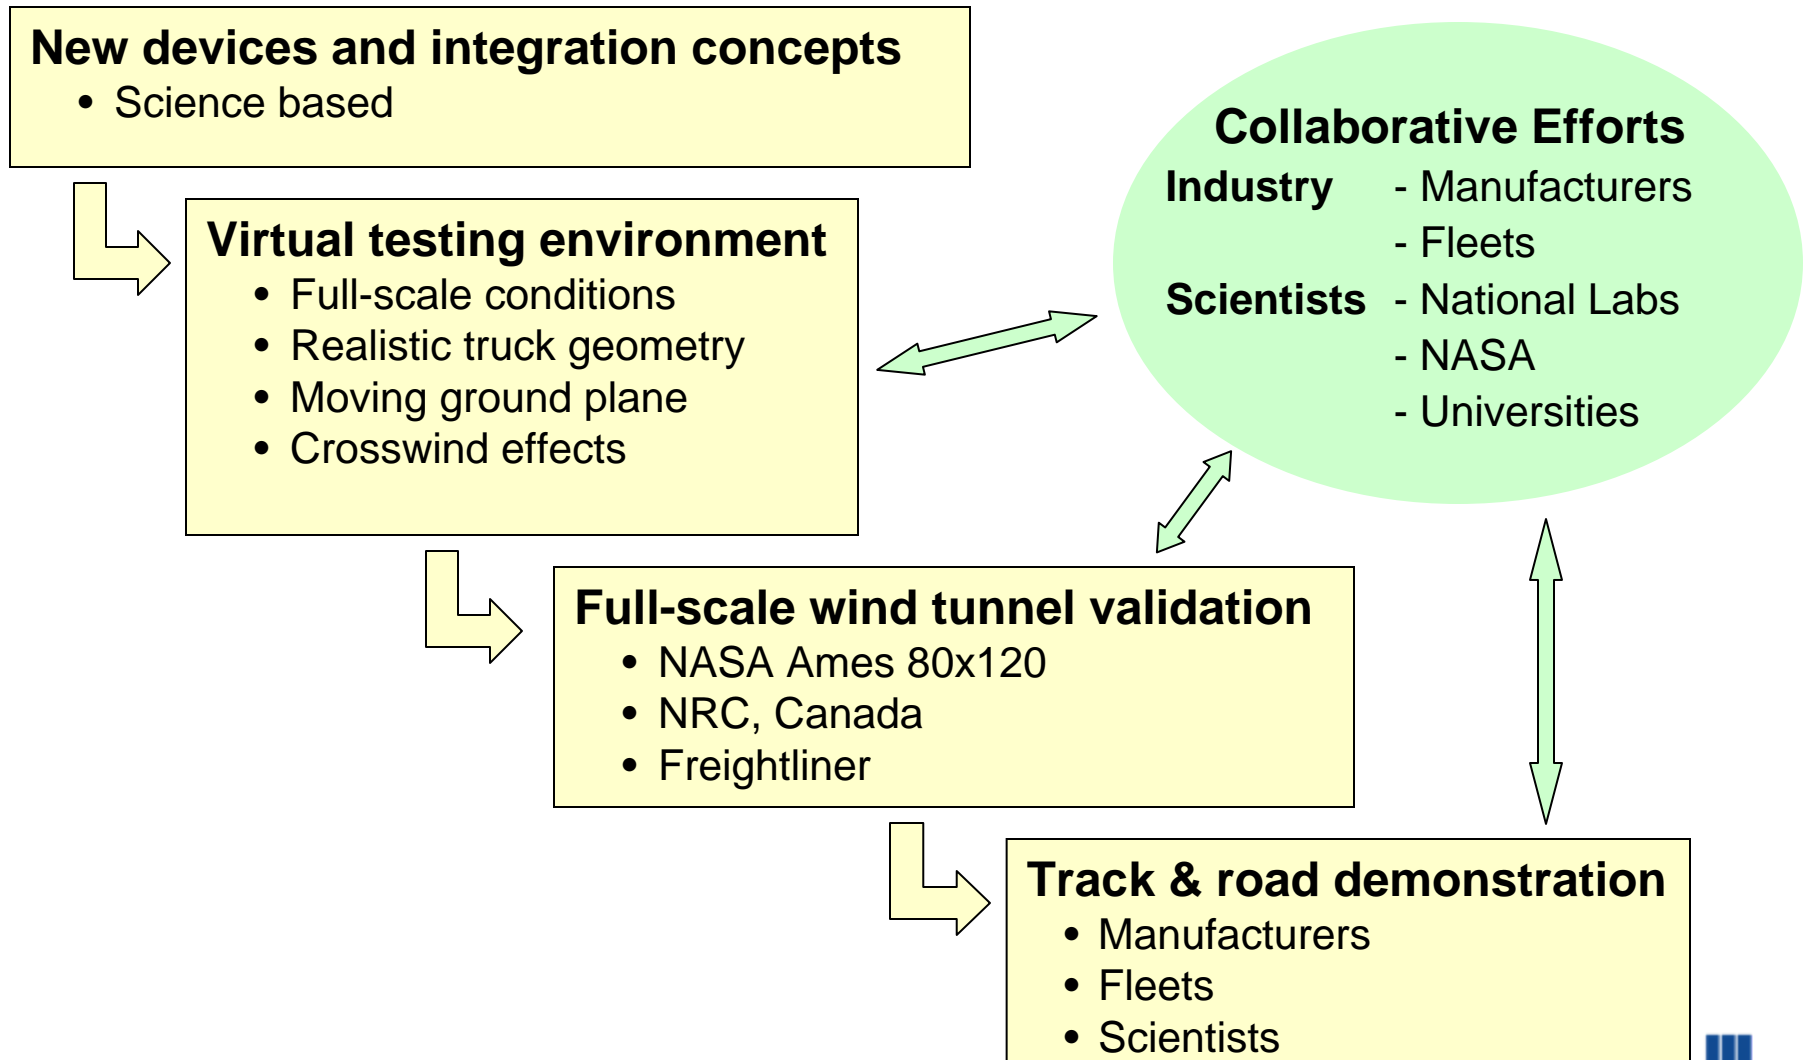 New devices and integration concepts
• Science based
Virtual testing environment
• Full-scale conditions
• Realistic truck geometry
• Moving ground plane
• Crosswind effects
Full-scale wind tunnel validation
• NASA Ames 80x120
• NRC, Canada
• Freightliner
Track & road demonstration
• Manufacturers
• Fleets
• Scientists
Collaborative Efforts
Industry - Manufacturers
- Fleets
Scientists - National Labs
- NASA
- Universities